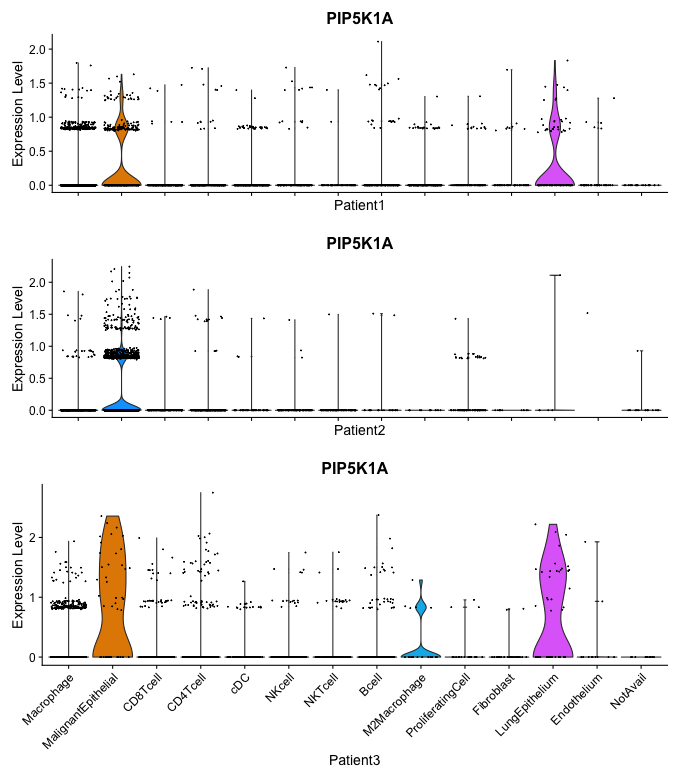 PIP5K1A
Expression Level
2.0
1.5
1.0
0.5
0.0
Patient1
PIP5K1A
Expression Level
2.0
1.5
1.0
0.5
0.0
Patient2
PIP5K1A
Expression Level
2
1
0
Macrophage
MalignantEpithelial
CD8Tcell
CD4Tcell
cDC
NKcell
NKTcell
Bcell
M2Macrophage
ProliferatingCell
Fibroblast
LungEpithelium
Endothelium
NotAvail
Patient3